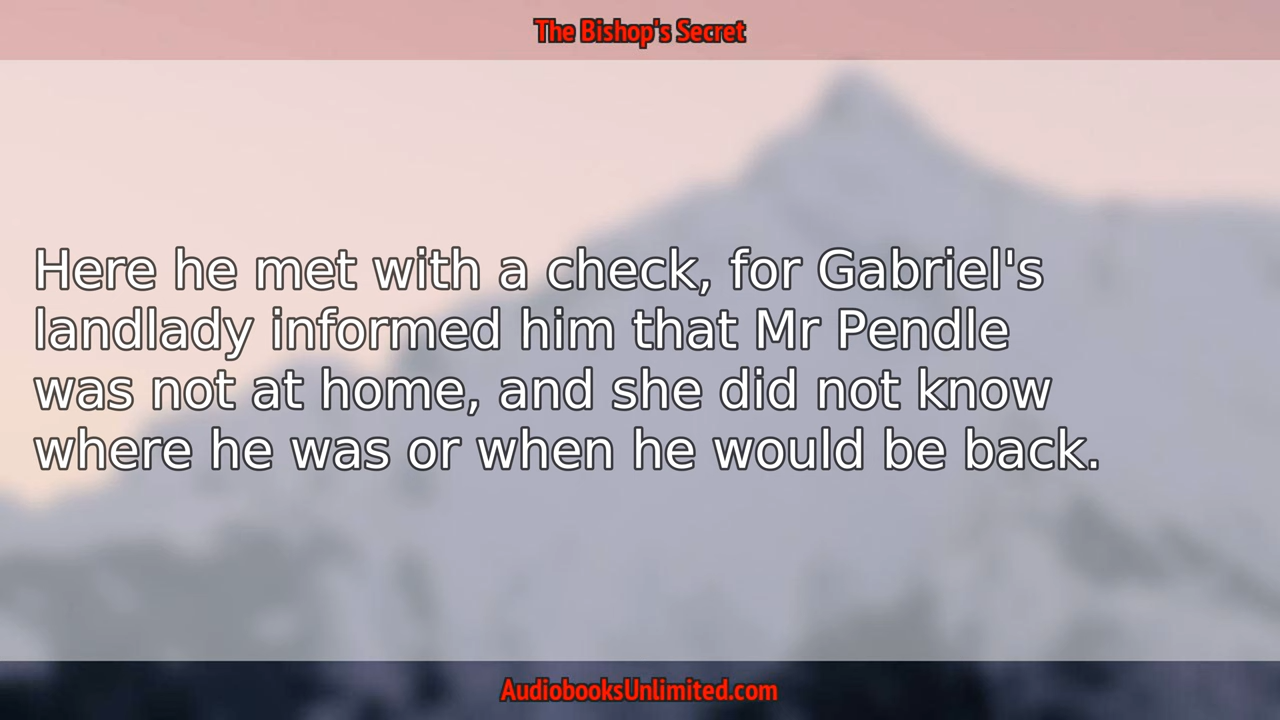 The Bishop's Secret
Here he met with a check, for Gabriel's
landlady informed him that Mr Pendle
was not at home, and she did not know
where he was or when he would be back.
AudiobooksUnlimited.com